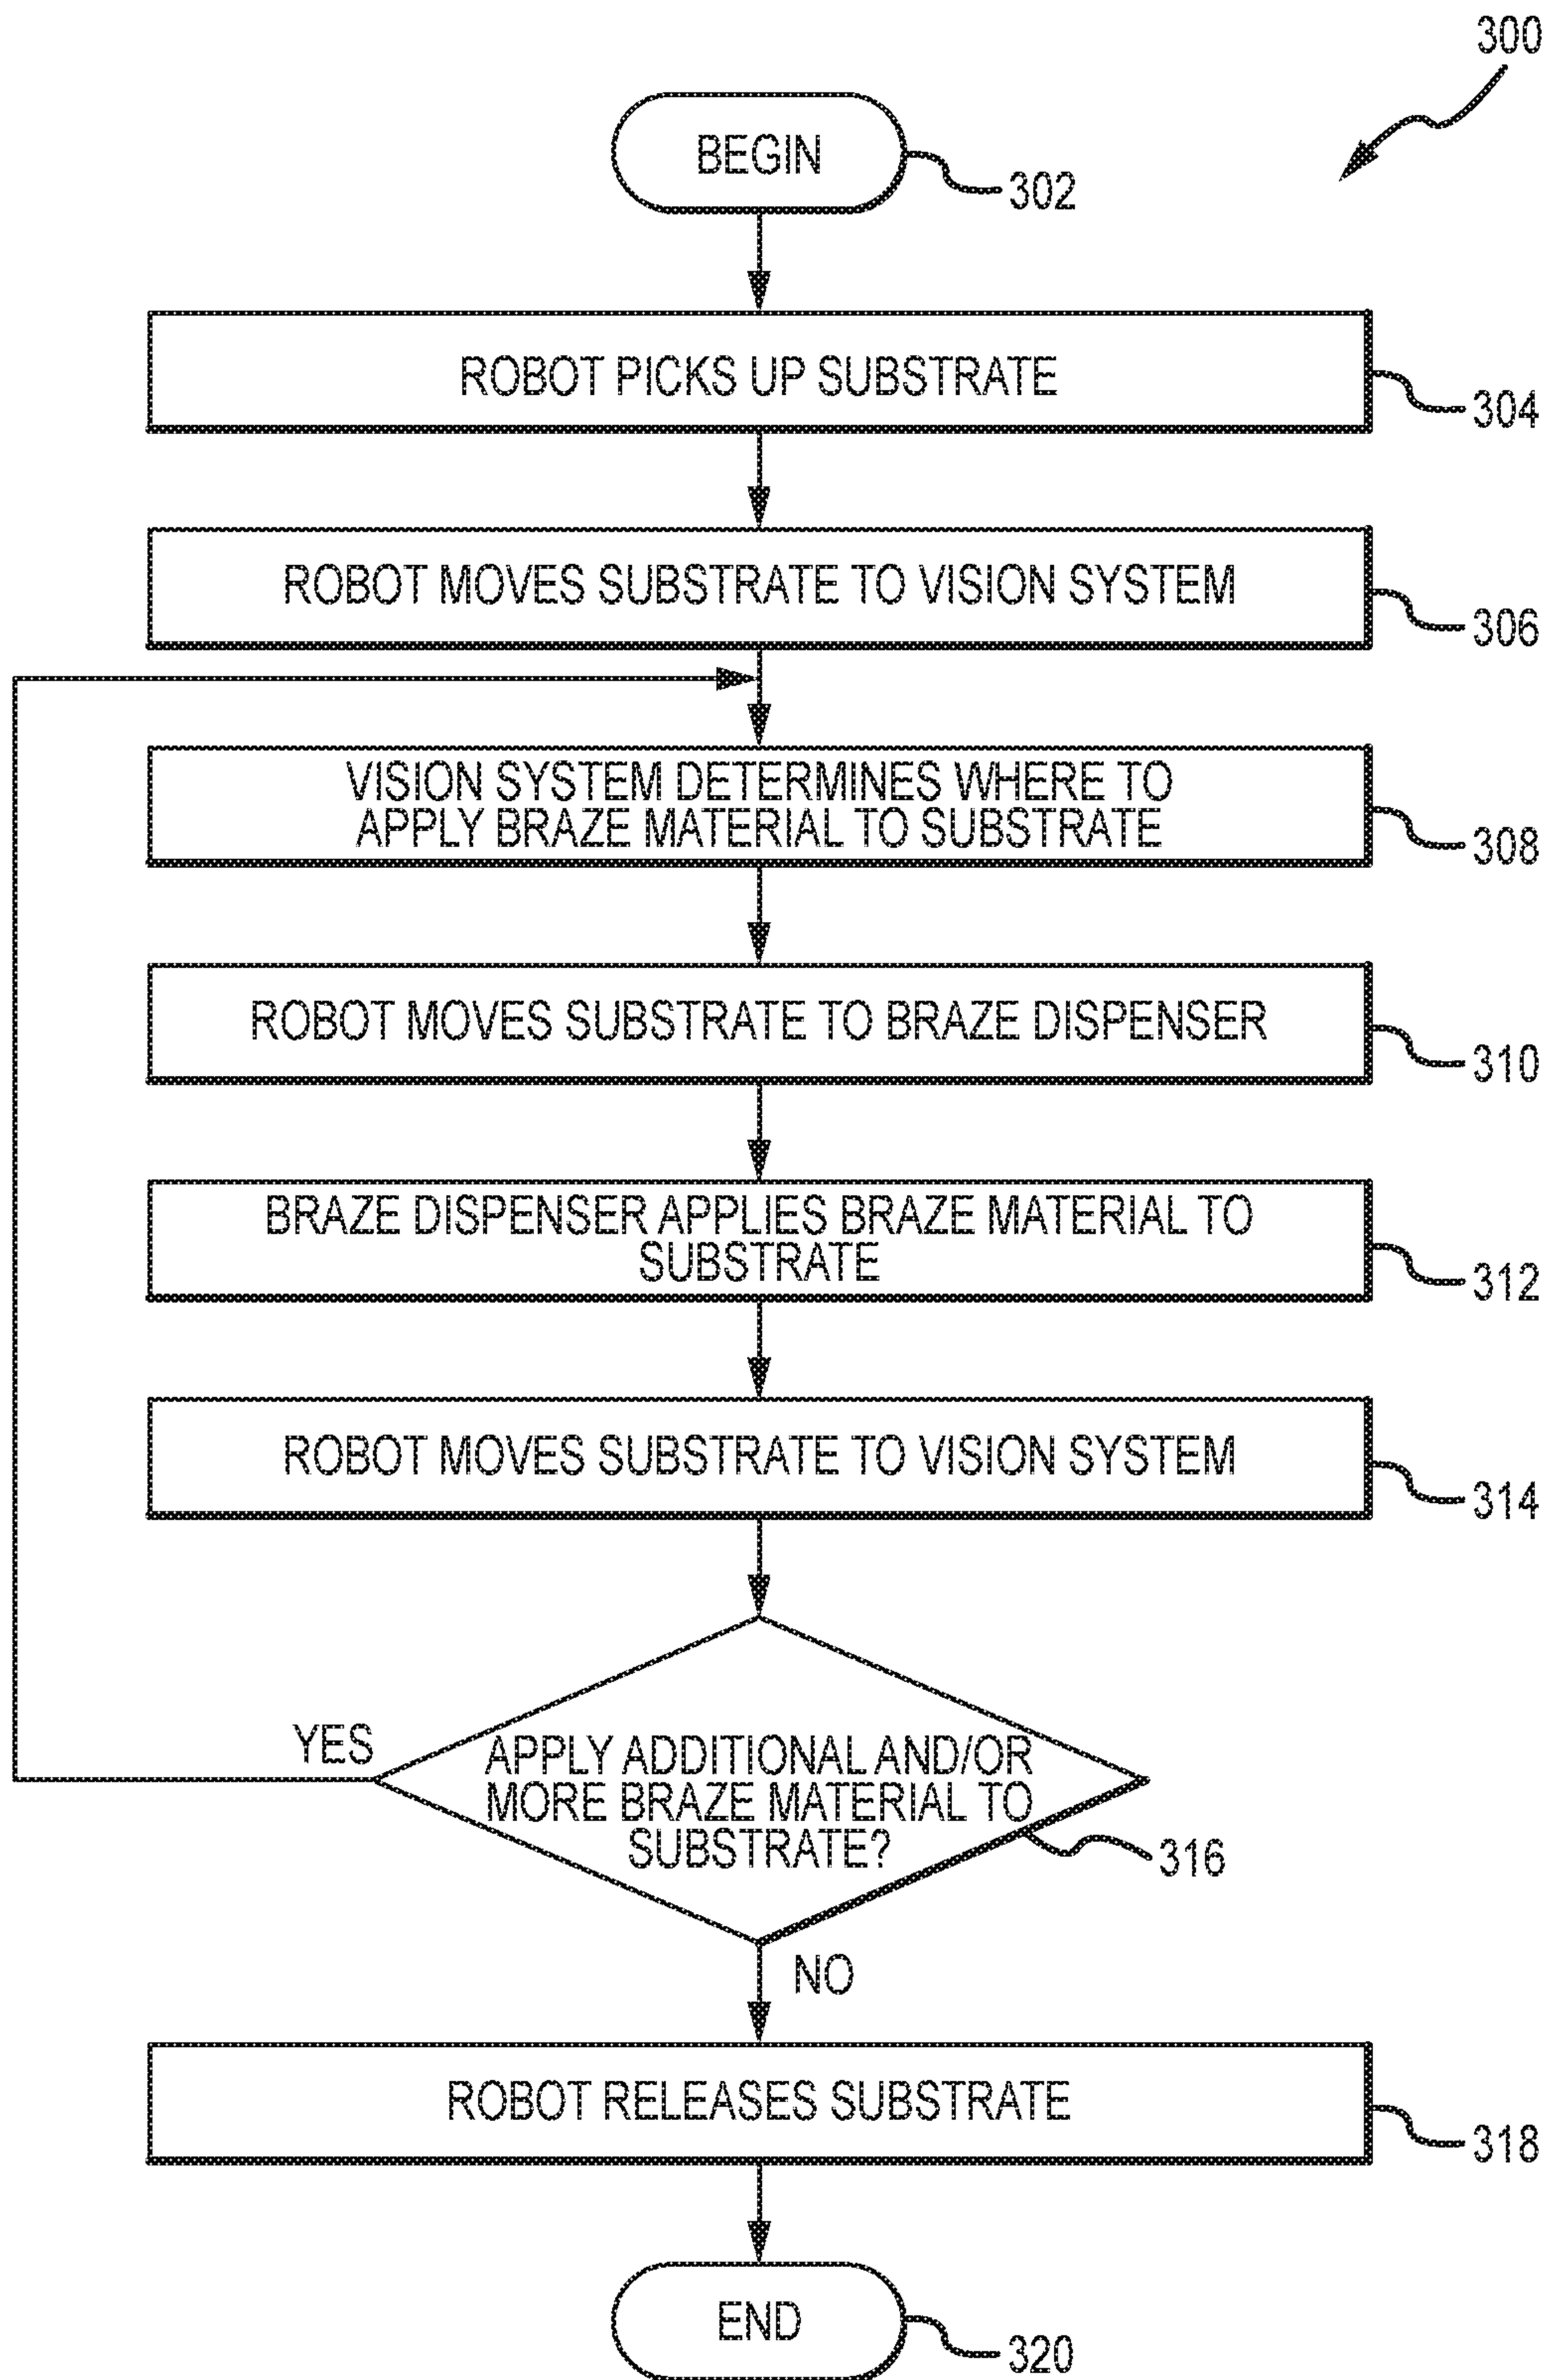 300
BEGIN
302
ROBOT PICKS UP SUBSTRATE
304
ROBOT MOVES SUBSTRATE TO VISION SYSTEM
306
VISION SYSTEM DETERMINES WHERE TO
APPLY BRAZE MATERIAL TO SUBSTRATE
308
ROBOT MOVES SUBSTRATE TO BRAZE DISPENSER
310
BRAZE DISPENSER APPLIES BRAZE MATERIAL TO
SUBSTRATE
312
ROBOT MOVES SUBSTRATE TO VISION SYSTEM
314
YES
APPLY ADDITIONAL AND/OR
MORE BRAZE MATERIAL TO
SUBSTRATE?
316
NO
ROBOT RELEASES SUBSTRATE
318
END
320